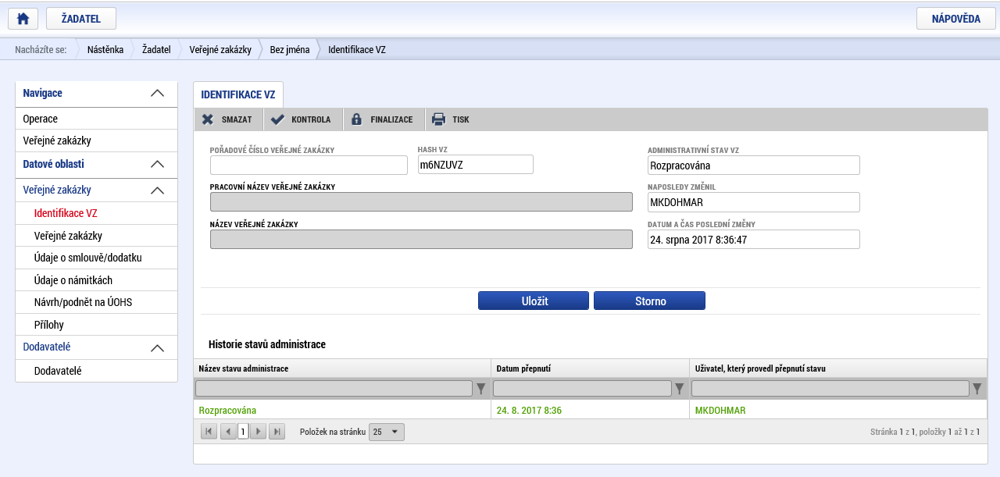 ŽADATEL
NÁPOVĚDA
Nacházíte se: Nástěnka Žadatel Veřejné zakázky Bez jména Identifikace VZ
Navigace
Operace
Veřejné zakázky
Datové oblasti
Veřejné zakázky
Identifikace VZ
Veřejné zakázky
Údaje o smlouvě/dodatku
Údaje o námitkách
Návrh/podnět na ÚOHS
Přílohy
Dodavatelé
Dodavatelé
IDENTIFIKACE VZ
SMAZAT KONTROLA FINALIZACE TISK
POŘADOVÉ ČÍSLO VEŘEJNÉ ZAKÁZKY HASH VZ ADMINISTRATIVNÍ STAV VZ
m6NZUVZ Rozpracována
PRACOVNÍ NÁZEV VEŘEJNÉ ZAKÁZKY NAPOSLEDY ZMĚNIL
MKDOHMAR
NÁZEV VEŘEJNÉ ZAKÁZKY DATUM A ČAS POSLEDNÍ ZMĚNY
24. srpna 2017 8:36:47
Uložit Storno
Historie stavů administrace
Název stavu administrace Datum přepnutí Uživatel, který provedl přepnutí stavu
Rozpracována 24. 8. 2017 8:36 MKDOHMAR
1 Položek na stránku 25 Stránka 1 z 1, položky 1 až 1 z 1